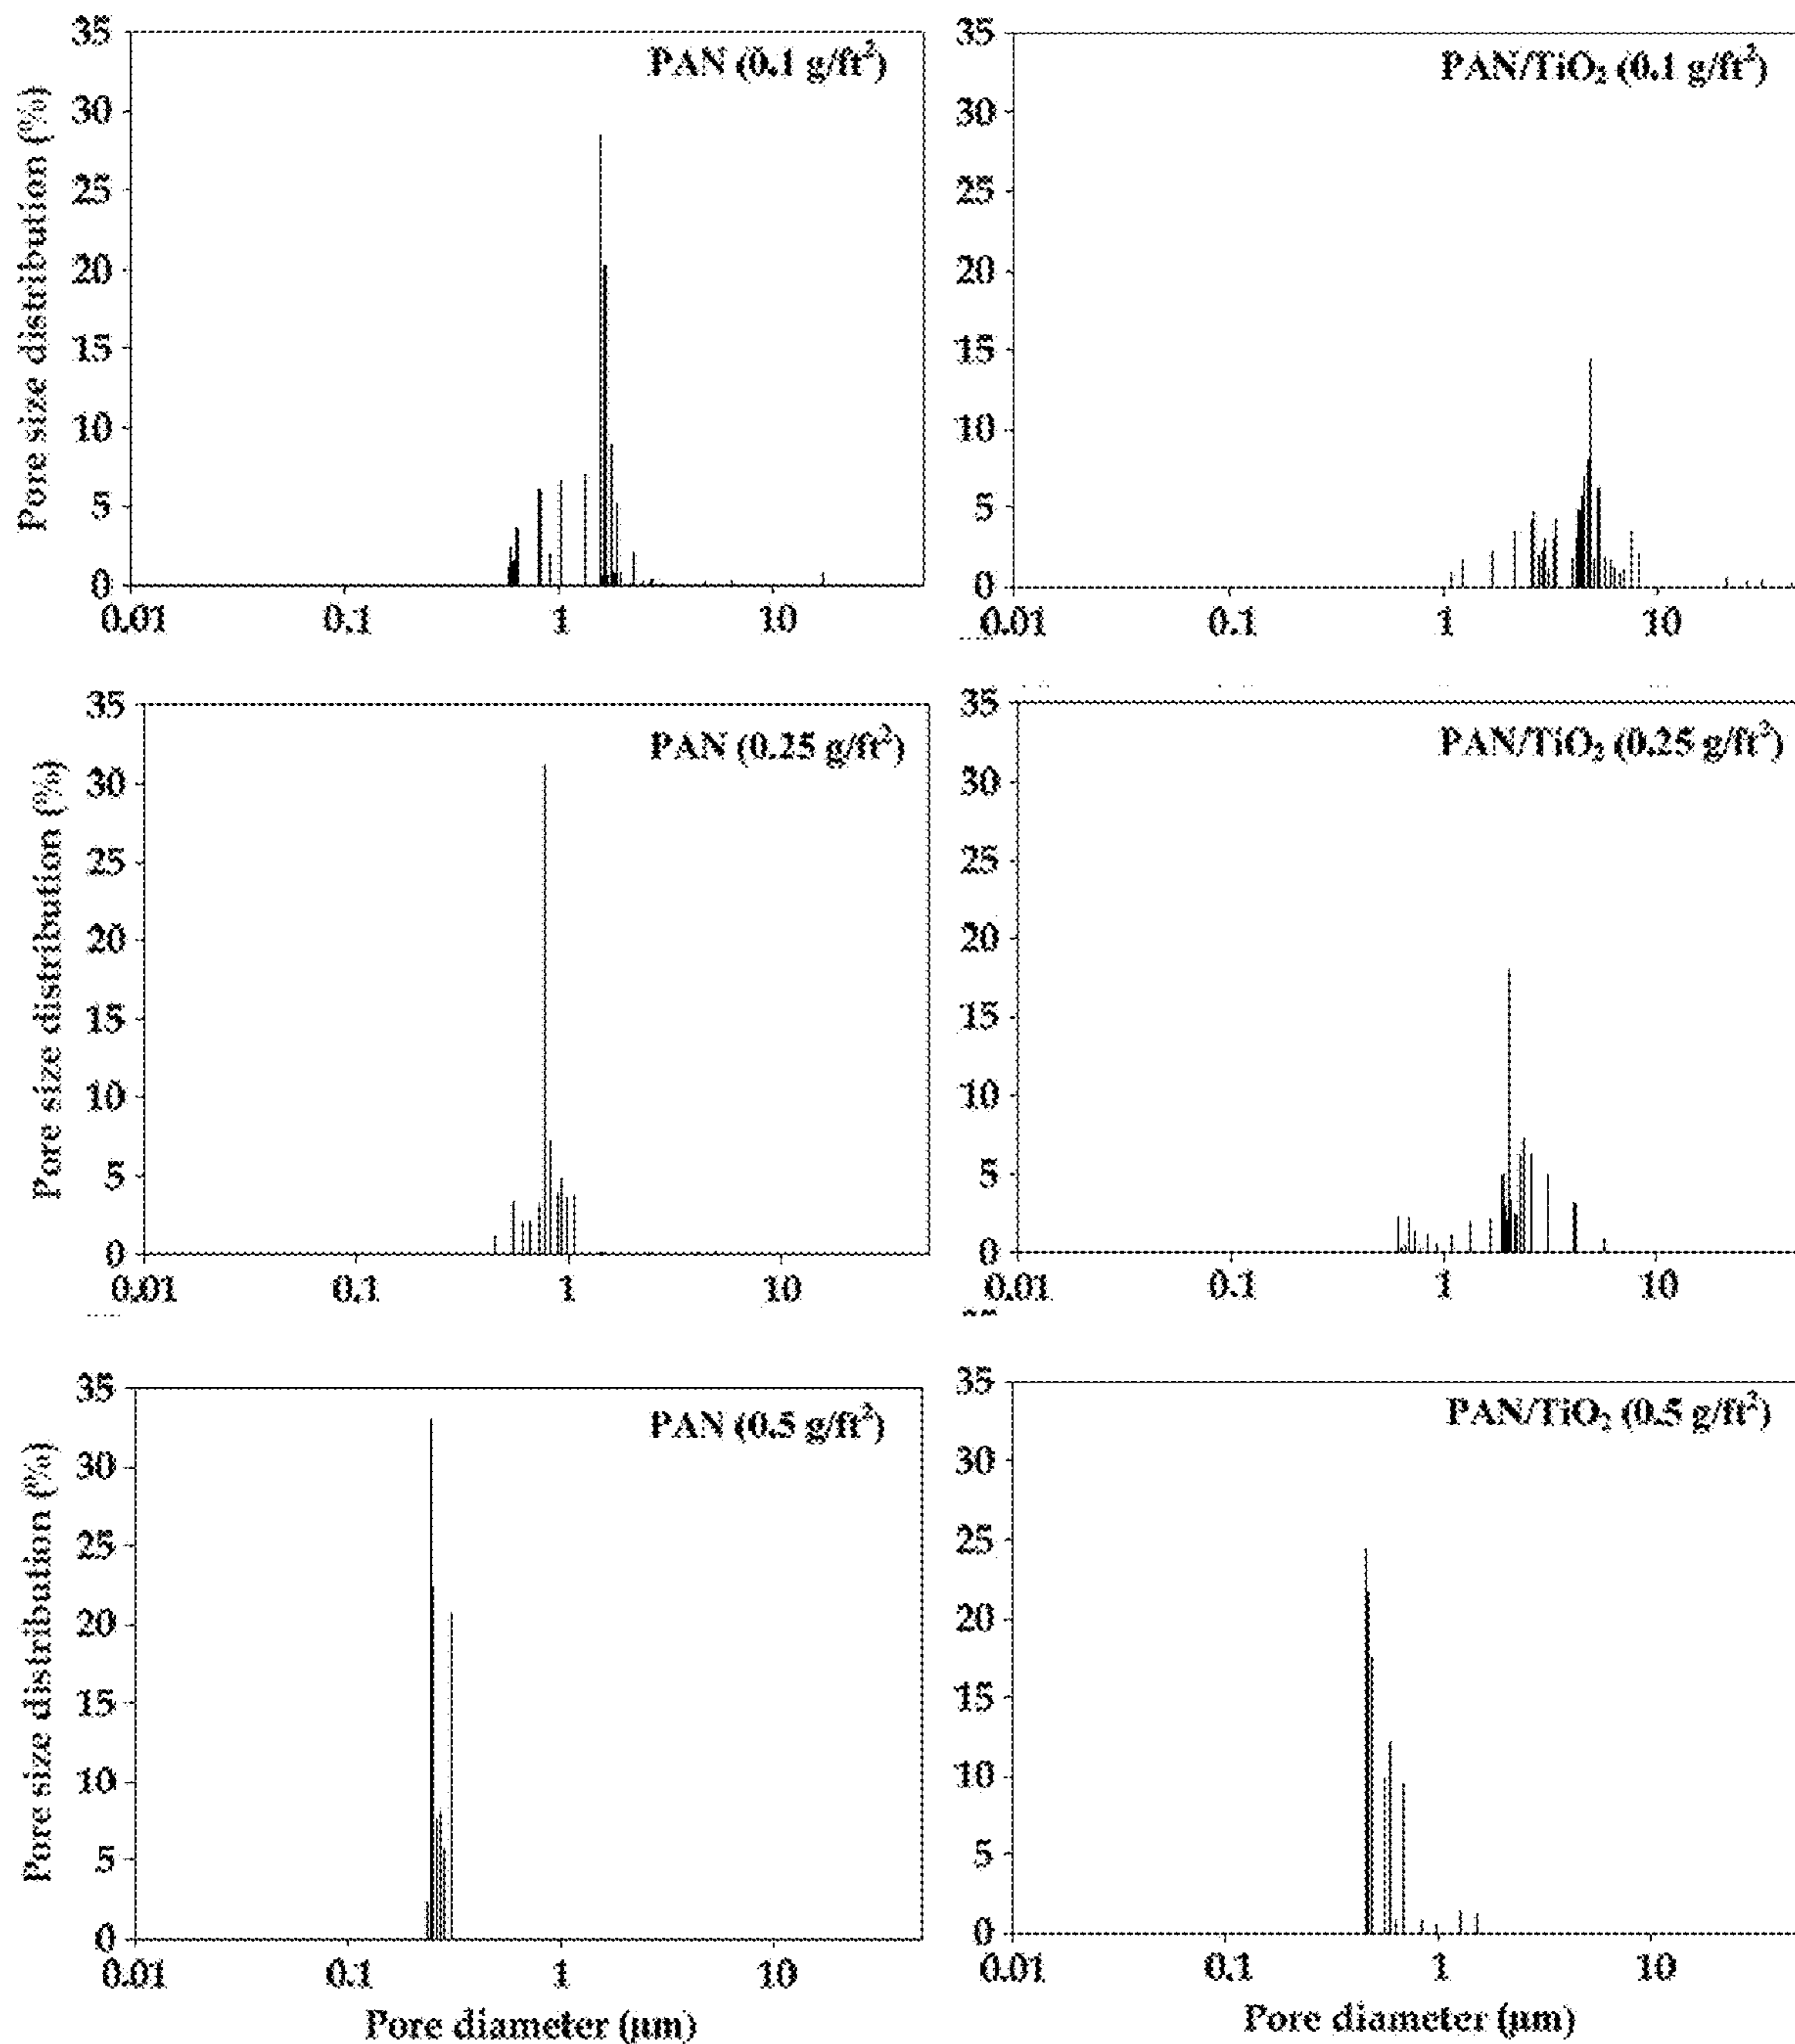 PAN (0.1 g/ft²)
Pore size distribution (%)
35
30
25
20
15
10
5
0
0.01 0.1 1 10
PAN/TiO₂ (0.1 g/ft²)
35
30
25
20
15
10
5
0
0.01 0.1 1 10
PAN (0.25 g/ft²)
Pore size distribution (%)
35
30
25
20
15
10
5
0
0.01 0.1 1 10
PAN/TiO₂ (0.25 g/ft²)
35
30
25
20
15
10
5
0
0.01 0.1 1 10
PAN (0.5 g/ft²)
Pore size distribution (%)
35
30
25
20
15
10
5
0
0.01 0.1 1 10
Pore diameter (µm)
PAN/TiO₂ (0.5 g/ft²)
35
30
25
20
15
10
5
0
0.01 0.1 1 10
Pore diameter (µm)